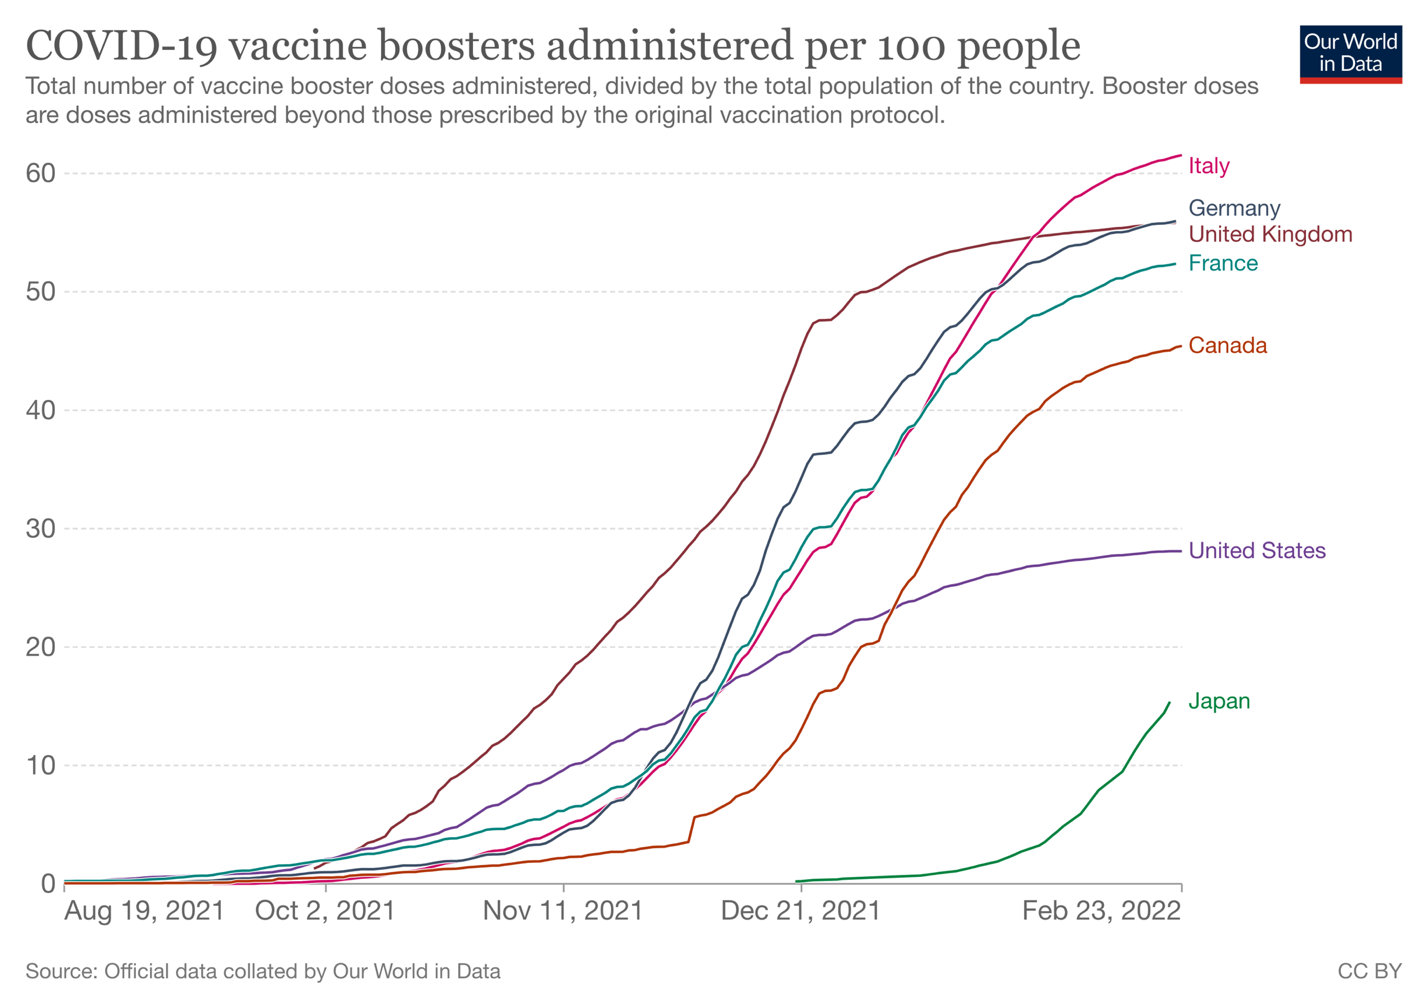 COVID-19 vaccine boosters administered per 100 people
Our World
in Data
Total number of vaccine booster doses administered, divided by the total population of the country. Booster doses
are doses administered beyond those prescribed by the original vaccination protocol.
60
Italy
Germany
United Kingdom
France
50
Canada
40
30
United States
20
Japan
10
0
Aug 19, 2021 Oct 2, 2021 Nov 11, 2021 Dec 21, 2021 Feb 23, 2022
Source: Official data collated by Our World in Data CC BY